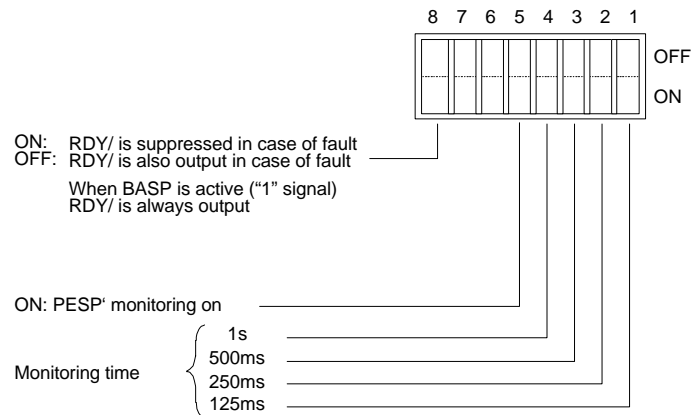 8 7 6 5 4 3 2 1
OFF
ON
ON: RDY/ is suppressed in case of fault
OFF: RDY/ is also output in case of fault
When BASP is active (“1” signal)
RDY/ is always output
ON: PESP‘ monitoring on
Monitoring time
1s
500ms
250ms
125ms